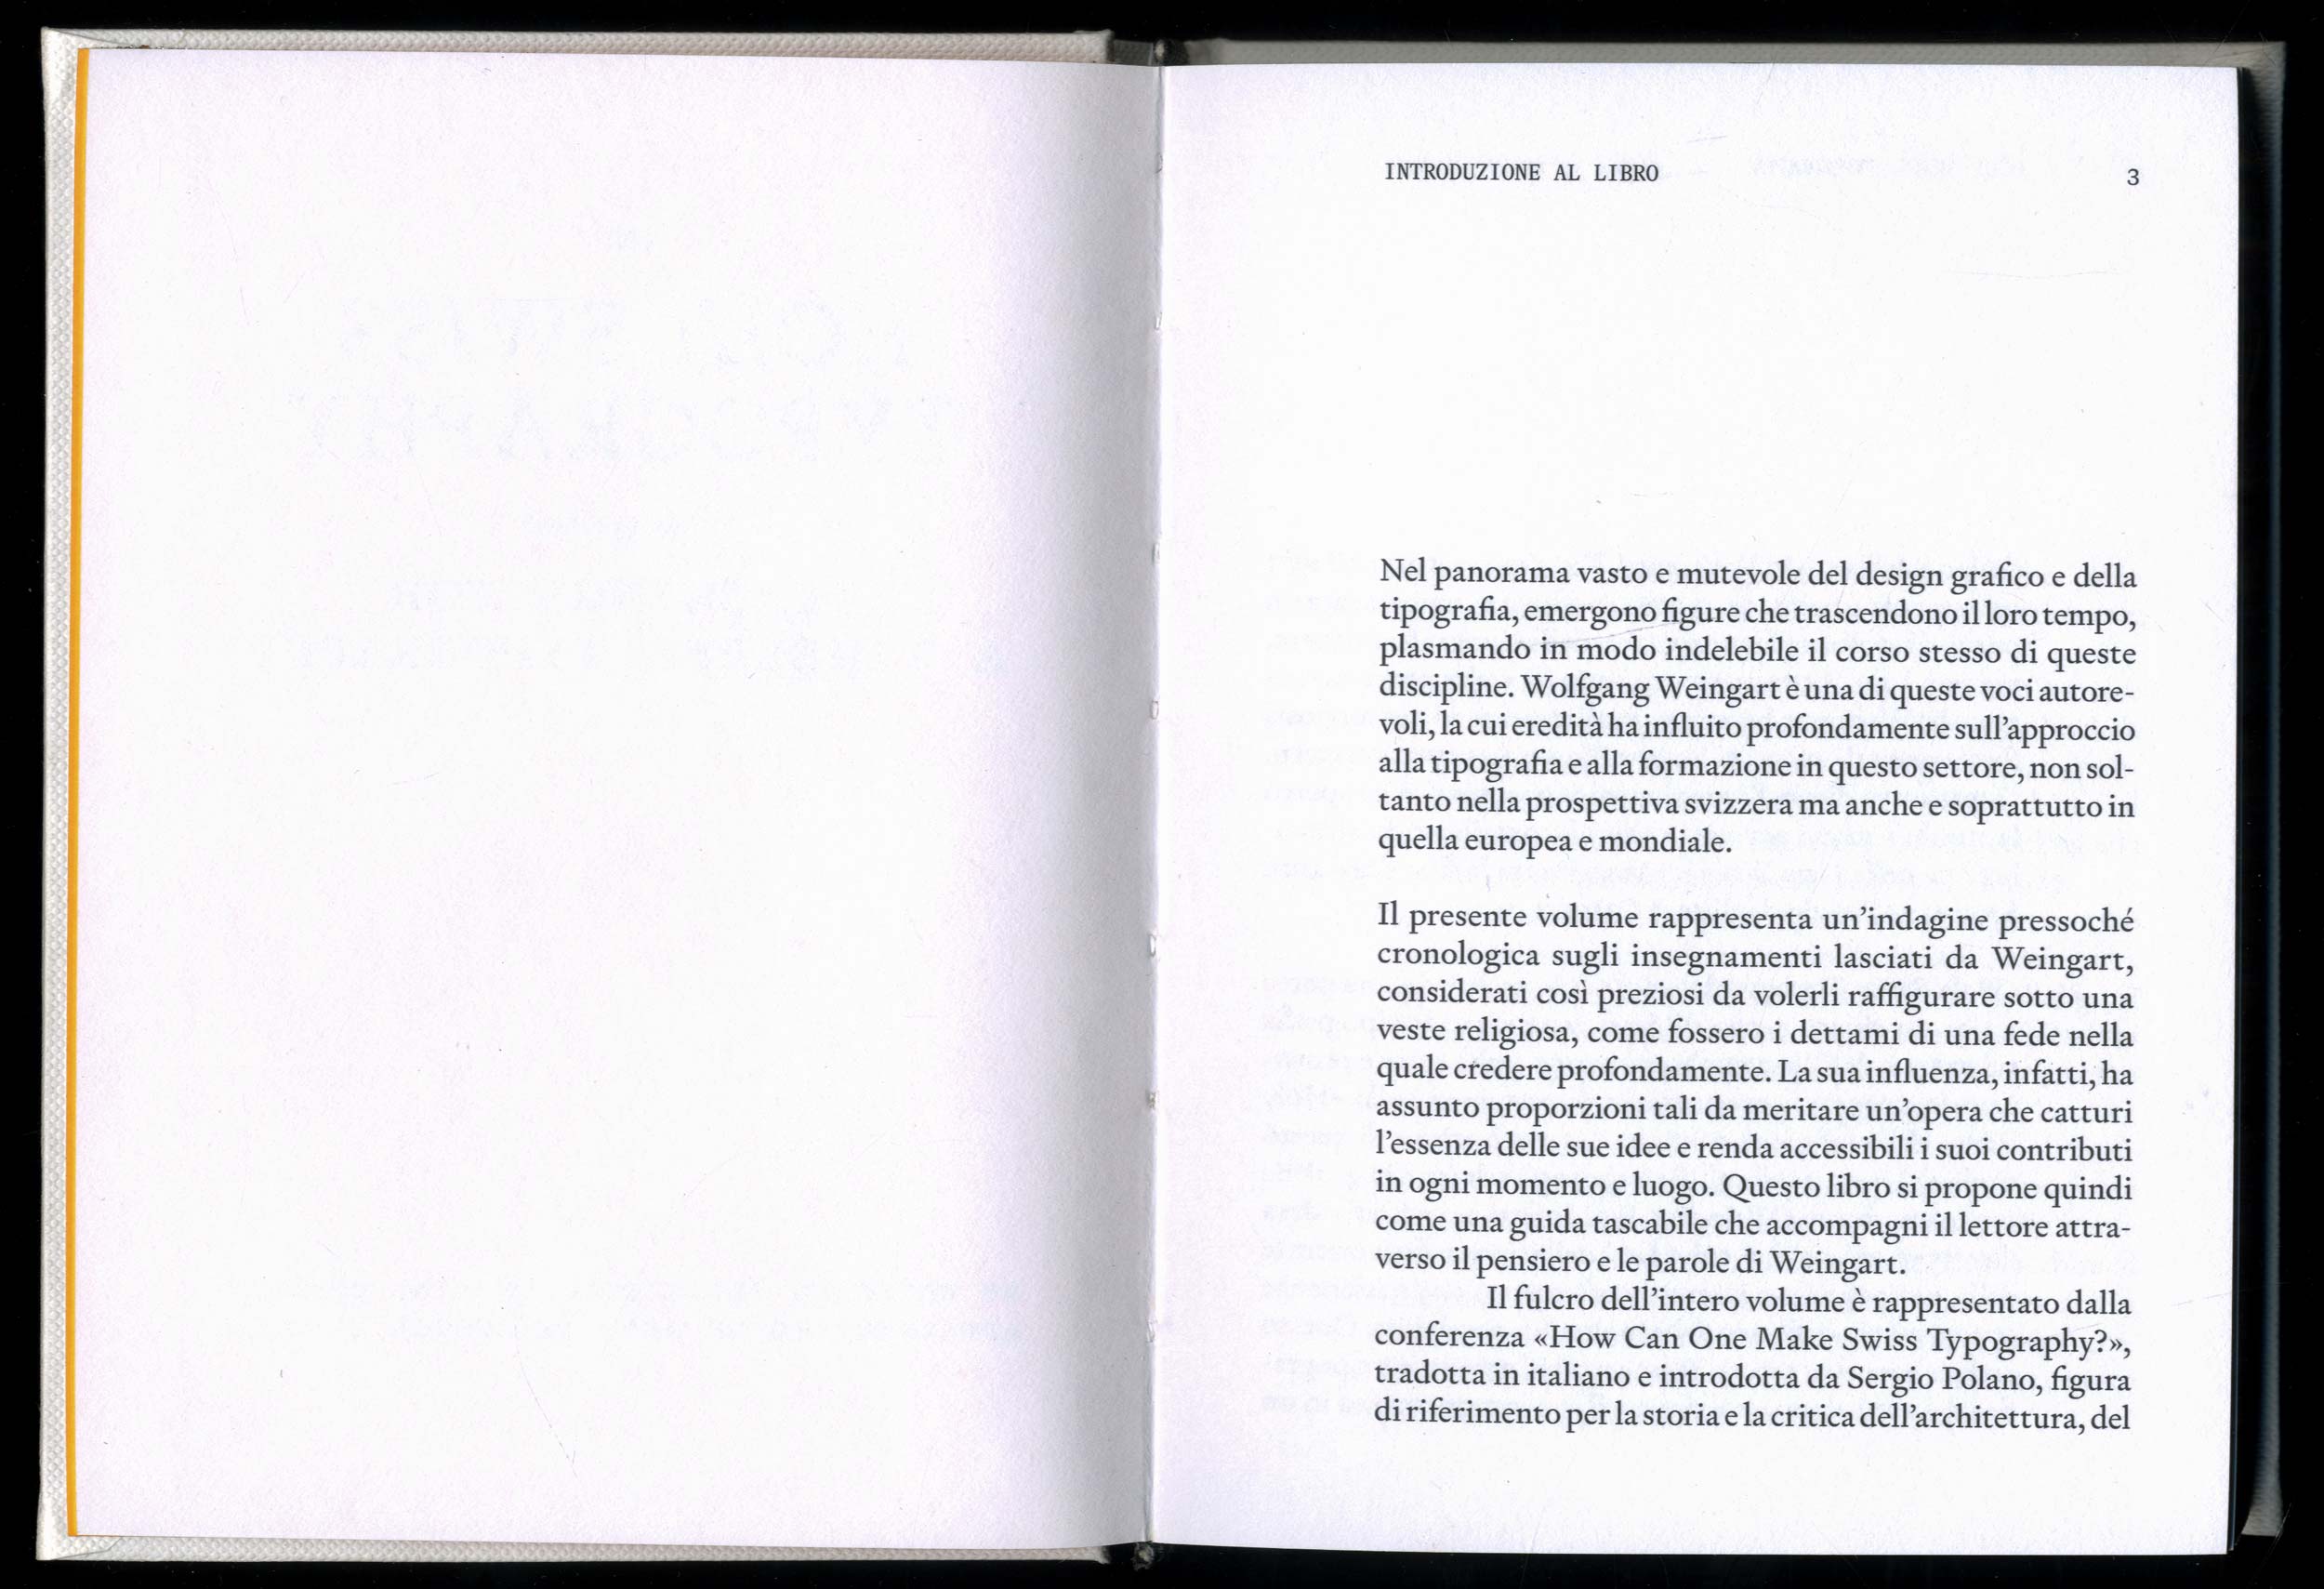 INTRODUZIONE AL LIBRO
3
Nel panorama vasto e mutevole del design grafico e della
tipografia, emergono figure che trascendono il loro tempo,
plasmando in modo indelebile il corso stesso di queste
discipline. Wolfgang Weingart è una di queste voci autore-
voli, la cui eredità ha influito profondamente sull’approccio
alla tipografia e alla formazione in questo settore, non sol-
tanto nella prospettiva svizzera ma anche e soprattutto in
quella europea e mondiale.
Il presente volume rappresenta un’indagine pressoché
cronologica sugli insegnamenti lasciati da Weingart,
considerati così preziosi da volerli raffigurare sotto una
veste religiosa, come fossero i dettami di una fede nella
quale credere profondamente. La sua influenza, infatti, ha
assunto proporzioni tali da meritare un’opera che catturi
l’essenza delle sue idee e renda accessibili i suoi contributi
in ogni momento e luogo. Questo libro si propone quindi
come una guida tascabile che accompagni il lettore attra-
verso il pensiero e le parole di Weingart.
Il fulcro dell’intero volume è rappresentato dalla
conferenza «How Can One Make Swiss Typography?»,
tradotta in italiano e introdotta da Sergio Polano, figura
di riferimento per la storia e la critica dell’architettura, del